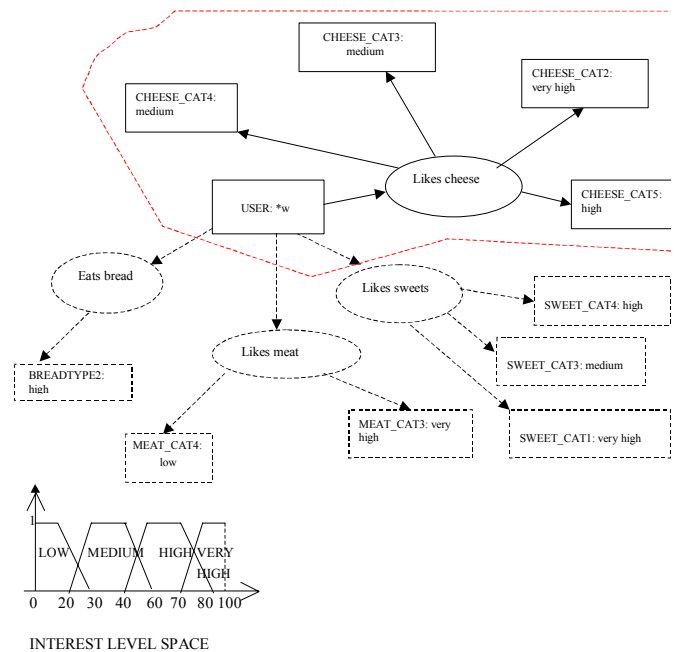 CHEESE_CAT3:
medium
CHEESE_CAT2:
very high
CHEESE_CAT4:
medium
Likes cheese
CHEESE_CAT5:
high
USER: *w
Eats bread
Likes sweets
SWEET_CAT4: high
Likes meat
SWEET_CAT3: medium
BREADTYPE2:
high
MEAT_CAT3: very
high
SWEET_CAT1: very high
MEAT_CAT4:
low
1
LOW MEDIUM HIGH VERY
HIGH
0 20 30 40 60 70 80 100
INTEREST LEVEL SPACE